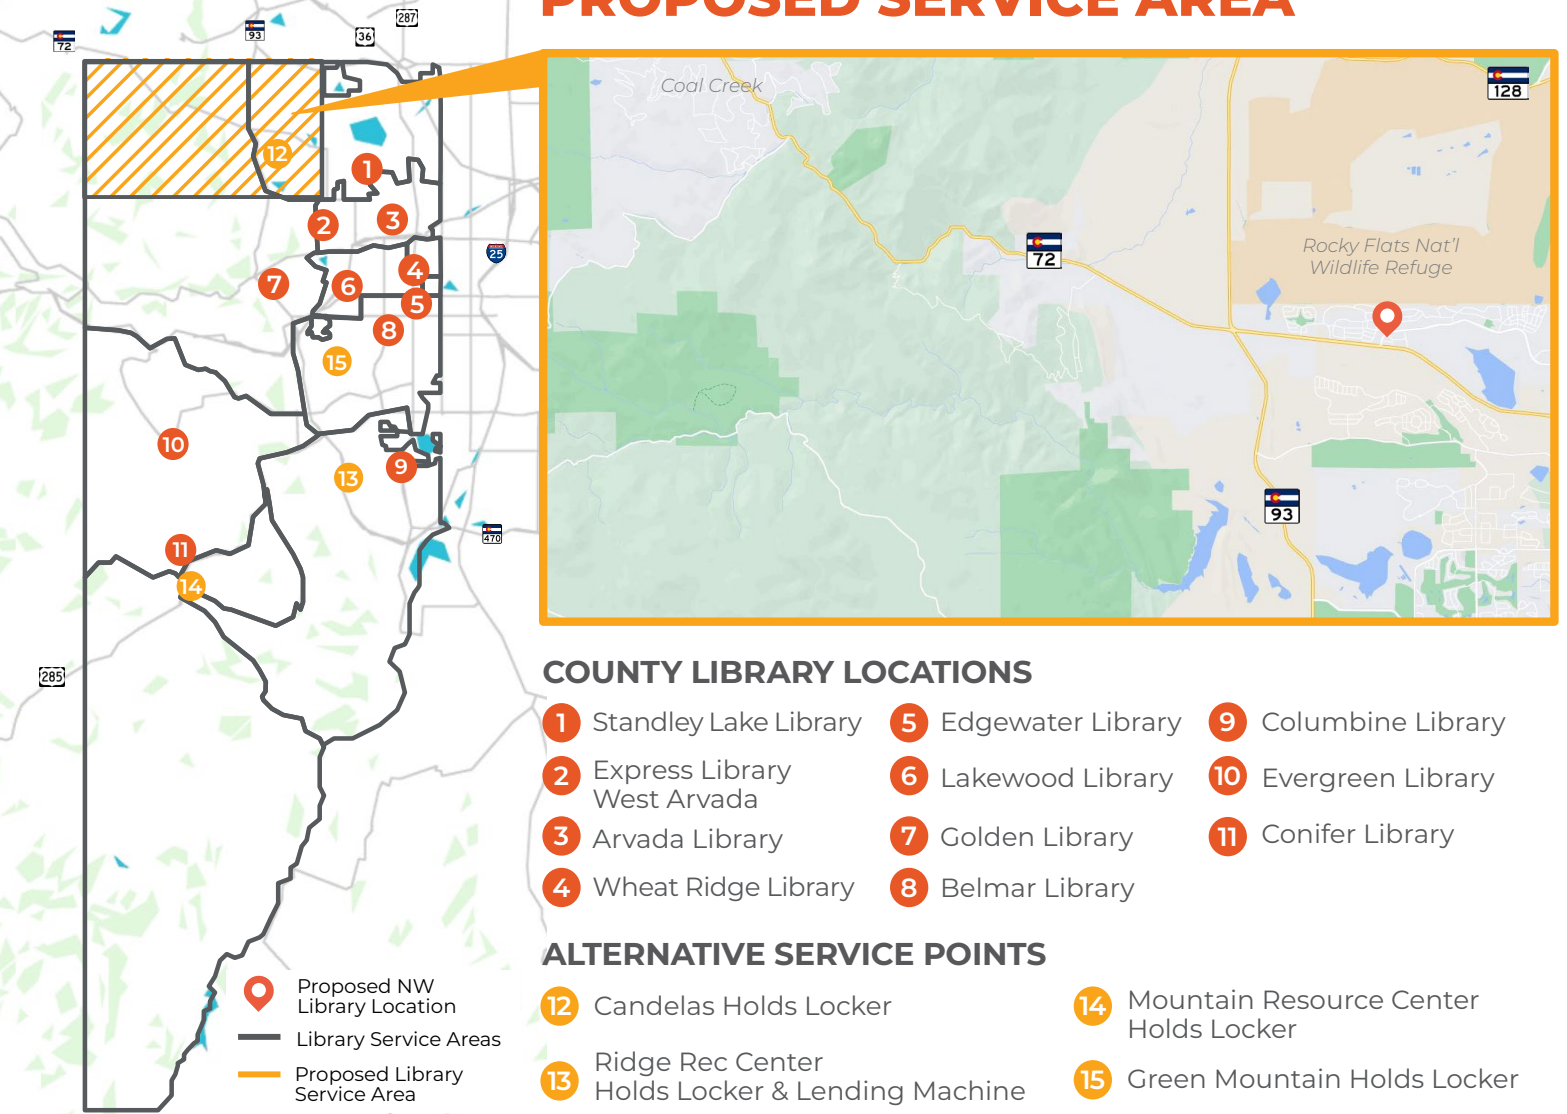 PROPOSED SERVICE AREA
287
93
36
72
Coal Creek
128
12
1
2
3
Rocky Flats Nat'l
Wildlife Refuge
72
25
4
7
6
5
8
15
10
9
13
93
470
11
14
285
COUNTY LIBRARY LOCATIONS
1 Standley Lake Library
2 Express Library
West Arvada
3 Arvada Library
4 Wheat Ridge Library
5 Edgewater Library
6 Lakewood Library
7 Golden Library
8 Belmar Library
9 Columbine Library
10 Evergreen Library
11 Conifer Library
ALTERNATIVE SERVICE POINTS
12 Candelas Holds Locker
13 Ridge Rec Center
Holds Locker & Lending Machine
14 Mountain Resource Center
Holds Locker
15 Green Mountain Holds Locker
Proposed NW
Library Location
Library Service Areas
Proposed Library
Service Area